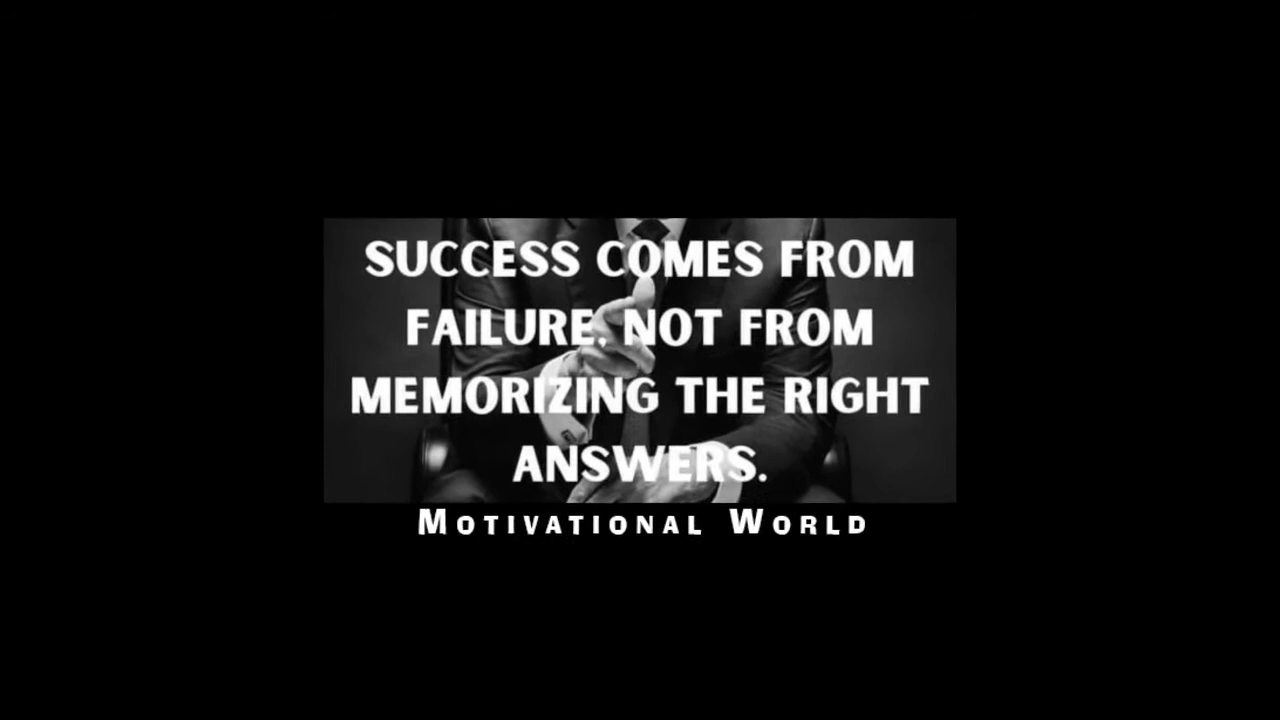 SUCCESS COMES FROM
FAILURE, NOT FROM
MEMORIZING THE RIGHT
ANSWERS.
MOTIVATIONAL WORLD